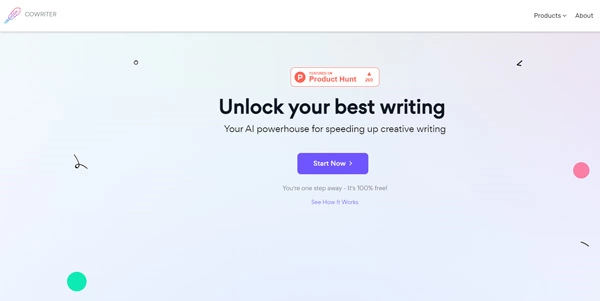 COWRITER
Products
About
FEATURED ON
Product Hunt
Unlock your best writing
Your AI powerhouse for speeding up creative writing
Start Now
You're one step away - It's 100% free!
See How It Works